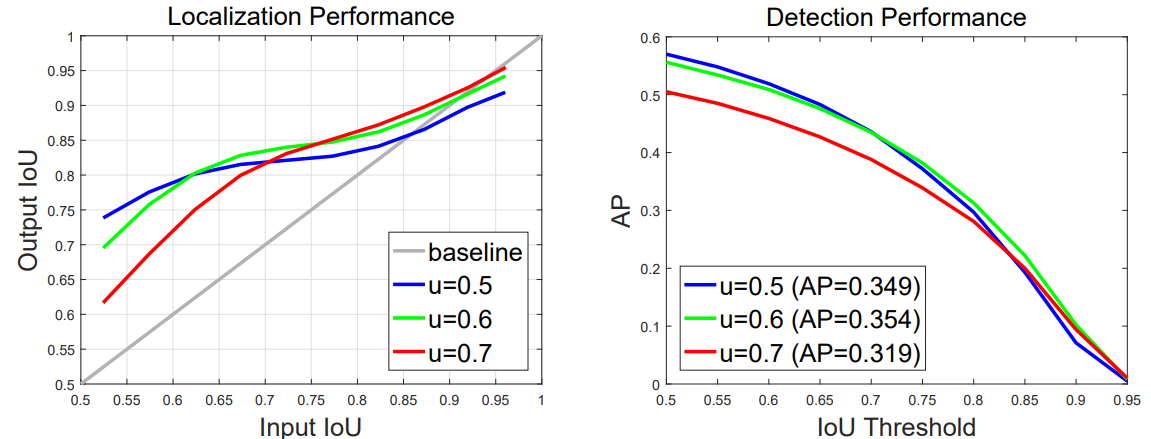 Localization Performance
1
0.95
0.9
0.85
0.8
0.75
0.7
0.65
0.6
0.55
0.5
Output IoU
baseline
u=0.5
u=0.6
u=0.7
0.5 0.55 0.6 0.65 0.7 0.75 0.8 0.85 0.9 0.95 1
Input IoU
Detection Performance
0.6
0.5
0.4
0.3
0.2
0.1
0
AP
u=0.5 (AP=0.349)
u=0.6 (AP=0.354)
u=0.7 (AP=0.319)
0.5 0.55 0.6 0.65 0.7 0.75 0.8 0.85 0.9 0.95
IoU Threshold